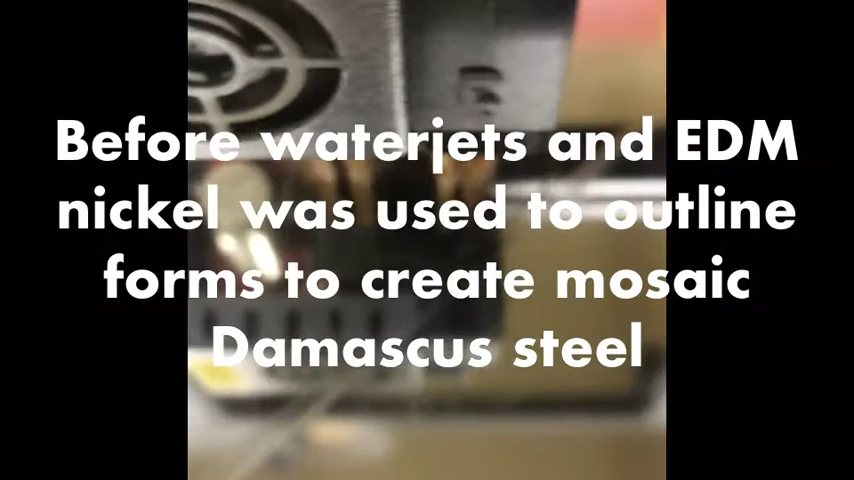 Before waterjets and EDM
nickel was used to outline
forms to create mosaic
Damascus steel